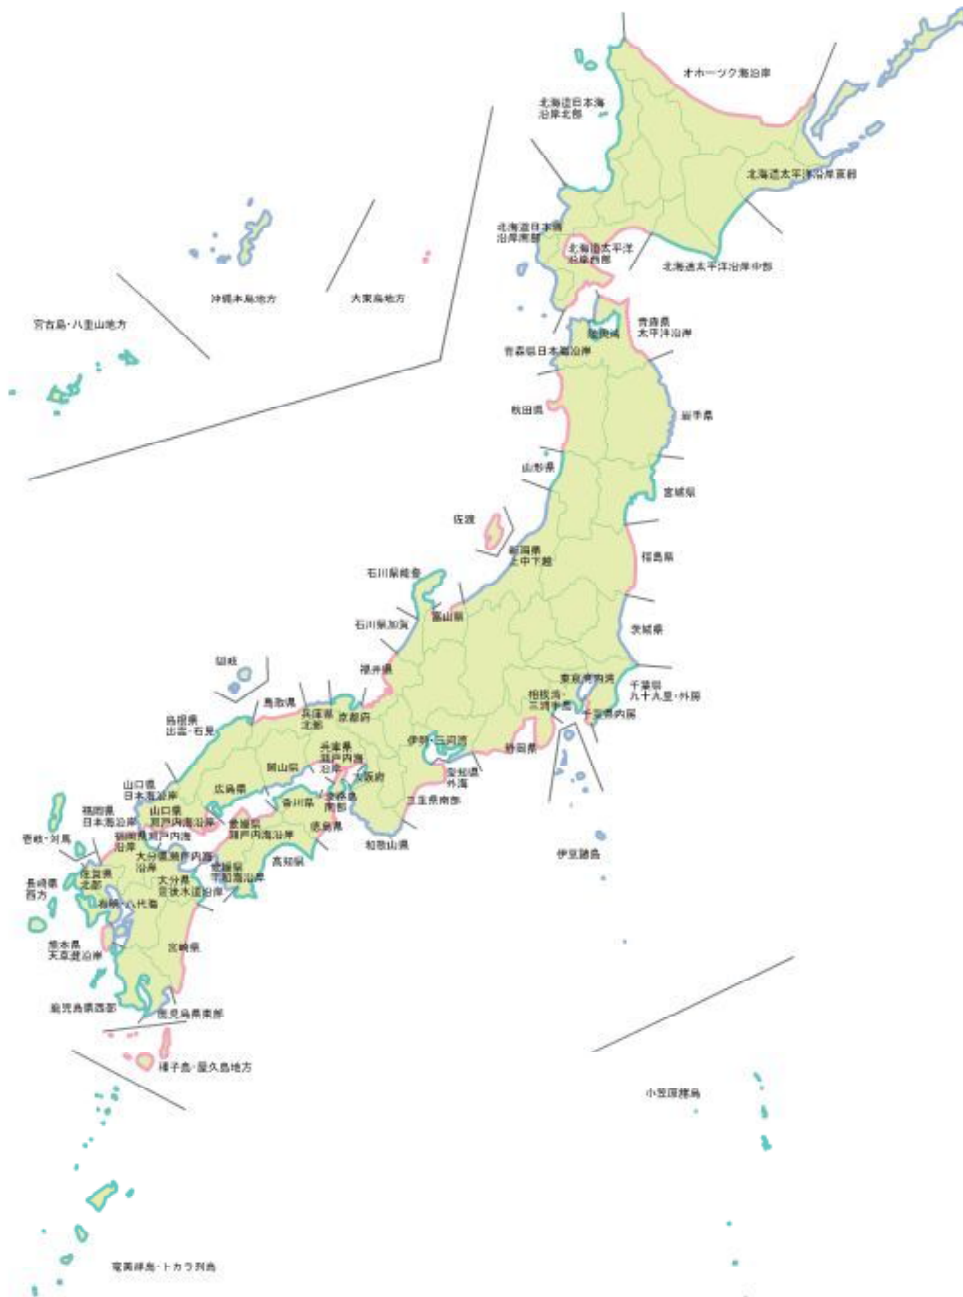 オホーツク海沿岸
北海道日本海
沿岸北部
北海道太平洋沿岸東部
北海道日本海
沿岸南部
北海道太平洋
沿岸西部
北海道太平洋沿岸中部
沖縄本島地方
大東島地方
宮古島・八重山地方
陸奥湾
青森県
太平洋沿岸
青森県日本海沿岸
秋田県
岩手県
山形県
宮城県
佐渡
新潟県
上中下越
福島県
石川県能登
富山県
石川県加賀
茨城県
福井県
隠岐
東京湾内湾
千葉県
九十九里・外房
相模湾・
三浦半島
千葉県内房
鳥取県
兵庫県
北部
京都府
島根県
出雲・石見
伊勢・三河湾
静岡県
兵庫県
瀬戸内海
沿岸
岡山県
大阪府
愛知県
外海
山口県
日本海沿岸
広島県
香川県
淡路島
南部
三重県南部
福岡県
日本海沿岸
山口県
瀬戸内海沿岸
愛媛県
瀬戸内海沿岸
徳島県
和歌山県
壱岐・対馬
福岡県瀬戸内海
沿岸
大分県瀬戸内海
沿岸
高知県
伊豆諸島
佐賀県
北部
愛媛県
宇和海沿岸
長崎県
西方
大分県
豊後水道沿岸
有明・八代海
熊本県
天草灘沿岸
宮崎県
鹿児島県西部
鹿児島県東部
種子島・屋久島地方
小笠原諸島
奄美群島・トカラ列島